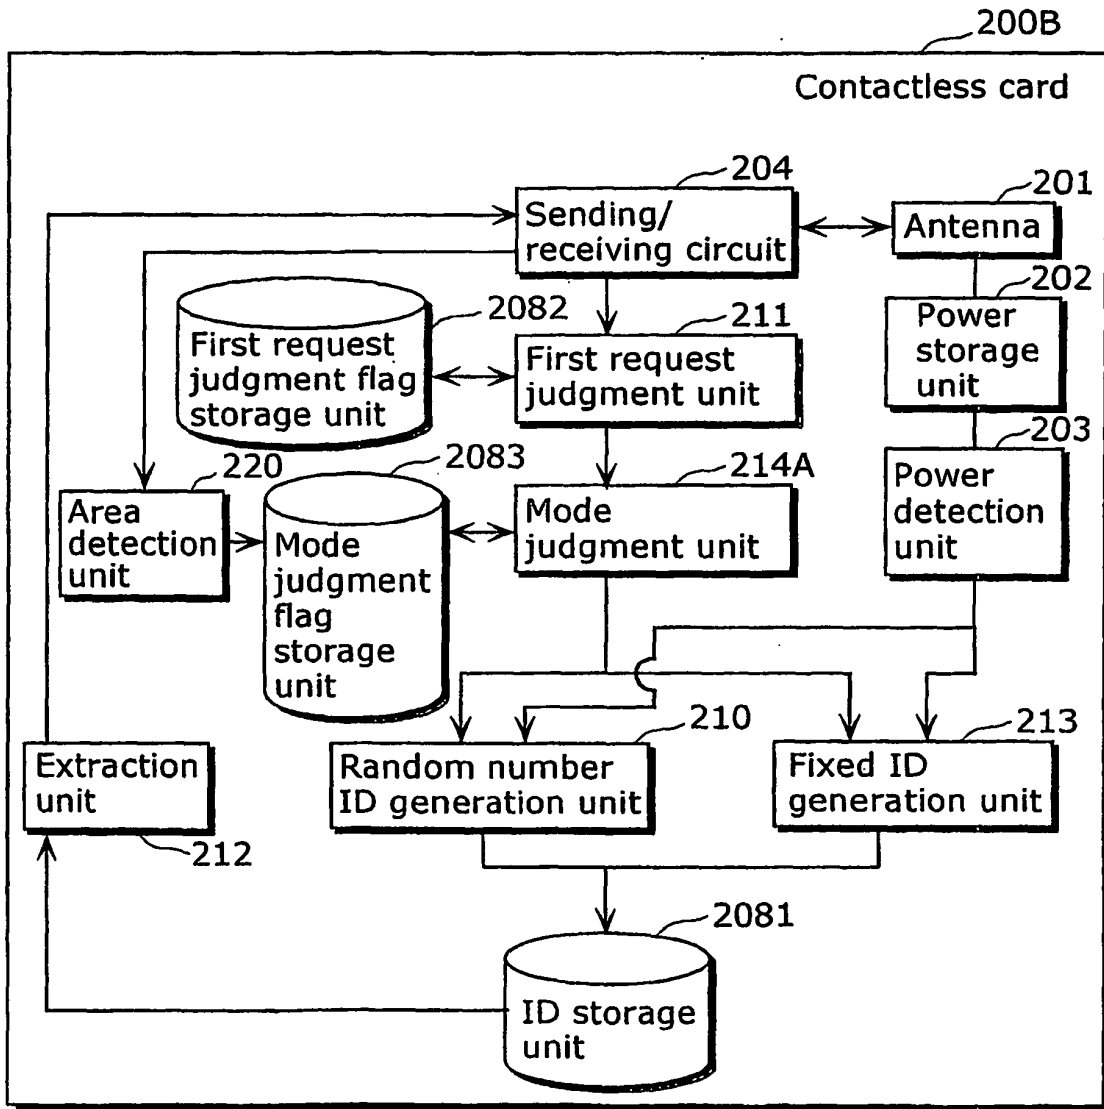 200B
Contactless card
204
Sending/
receiving circuit
201
Antenna
202
Power
storage
unit
2082
First request
judgment flag
storage unit
211
First request
judgment unit
203
Power
detection
unit
220
Area
detection
unit
2083
Mode
judgment
flag
storage
unit
214A
Mode
judgment unit
210
Random number
ID generation unit
213
Fixed ID
generation unit
Extraction
unit
212
2081
ID storage
unit